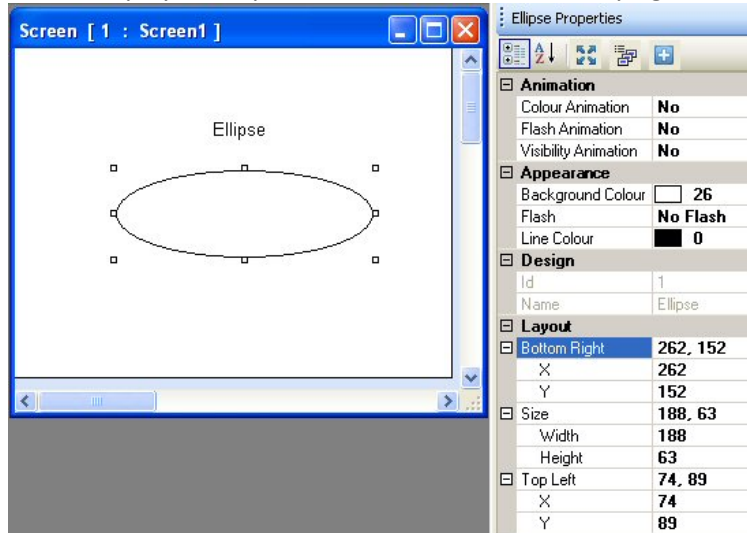 Screen [ 1 : Screen1 ]
Ellipse
Ellipse Properties
Animation
Colour Animation No
Flash Animation No
Visibility Animation No
Appearance
Background Colour 26
Flash No Flash
Line Colour 0
Design
Id 1
Name Ellipse
Layout
Bottom Right 262, 152
X 262
Y 152
Size 188, 63
Width 188
Height 63
Top Left 74, 89
X 74
Y 89